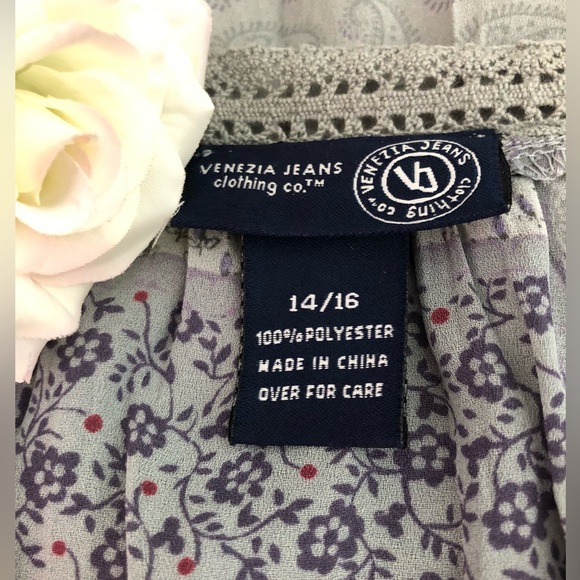 VENEZIA JEANS
clothing co.™
VENEZIA JEANS clothing co™
VJ
14/16
100% POLYESTER
MADE IN CHINA
OVER FOR CARE